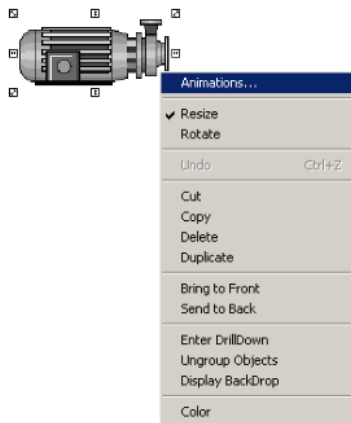 Animations...
Resize
Rotate
Undo Ctrl+Z
Cut
Copy
Delete
Duplicate
Bring to Front
Send to Back
Enter DrillDown
Ungroup Objects
Display BackDrop
Color